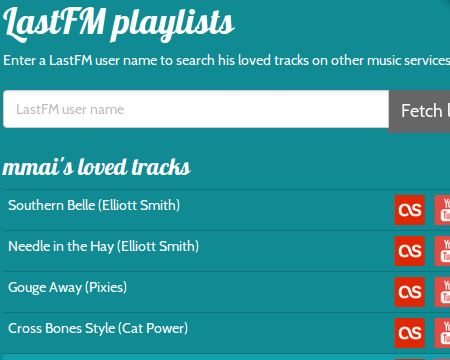 LastFM playlists
Enter a LastFM user name to search his loved tracks on other music services
LastFM user name
Fetch l
mmai's loved tracks
Southern Belle (Elliott Smith)
Needle in the Hay (Elliott Smith)
Gouge Away (Pixies)
Cross Bones Style (Cat Power)